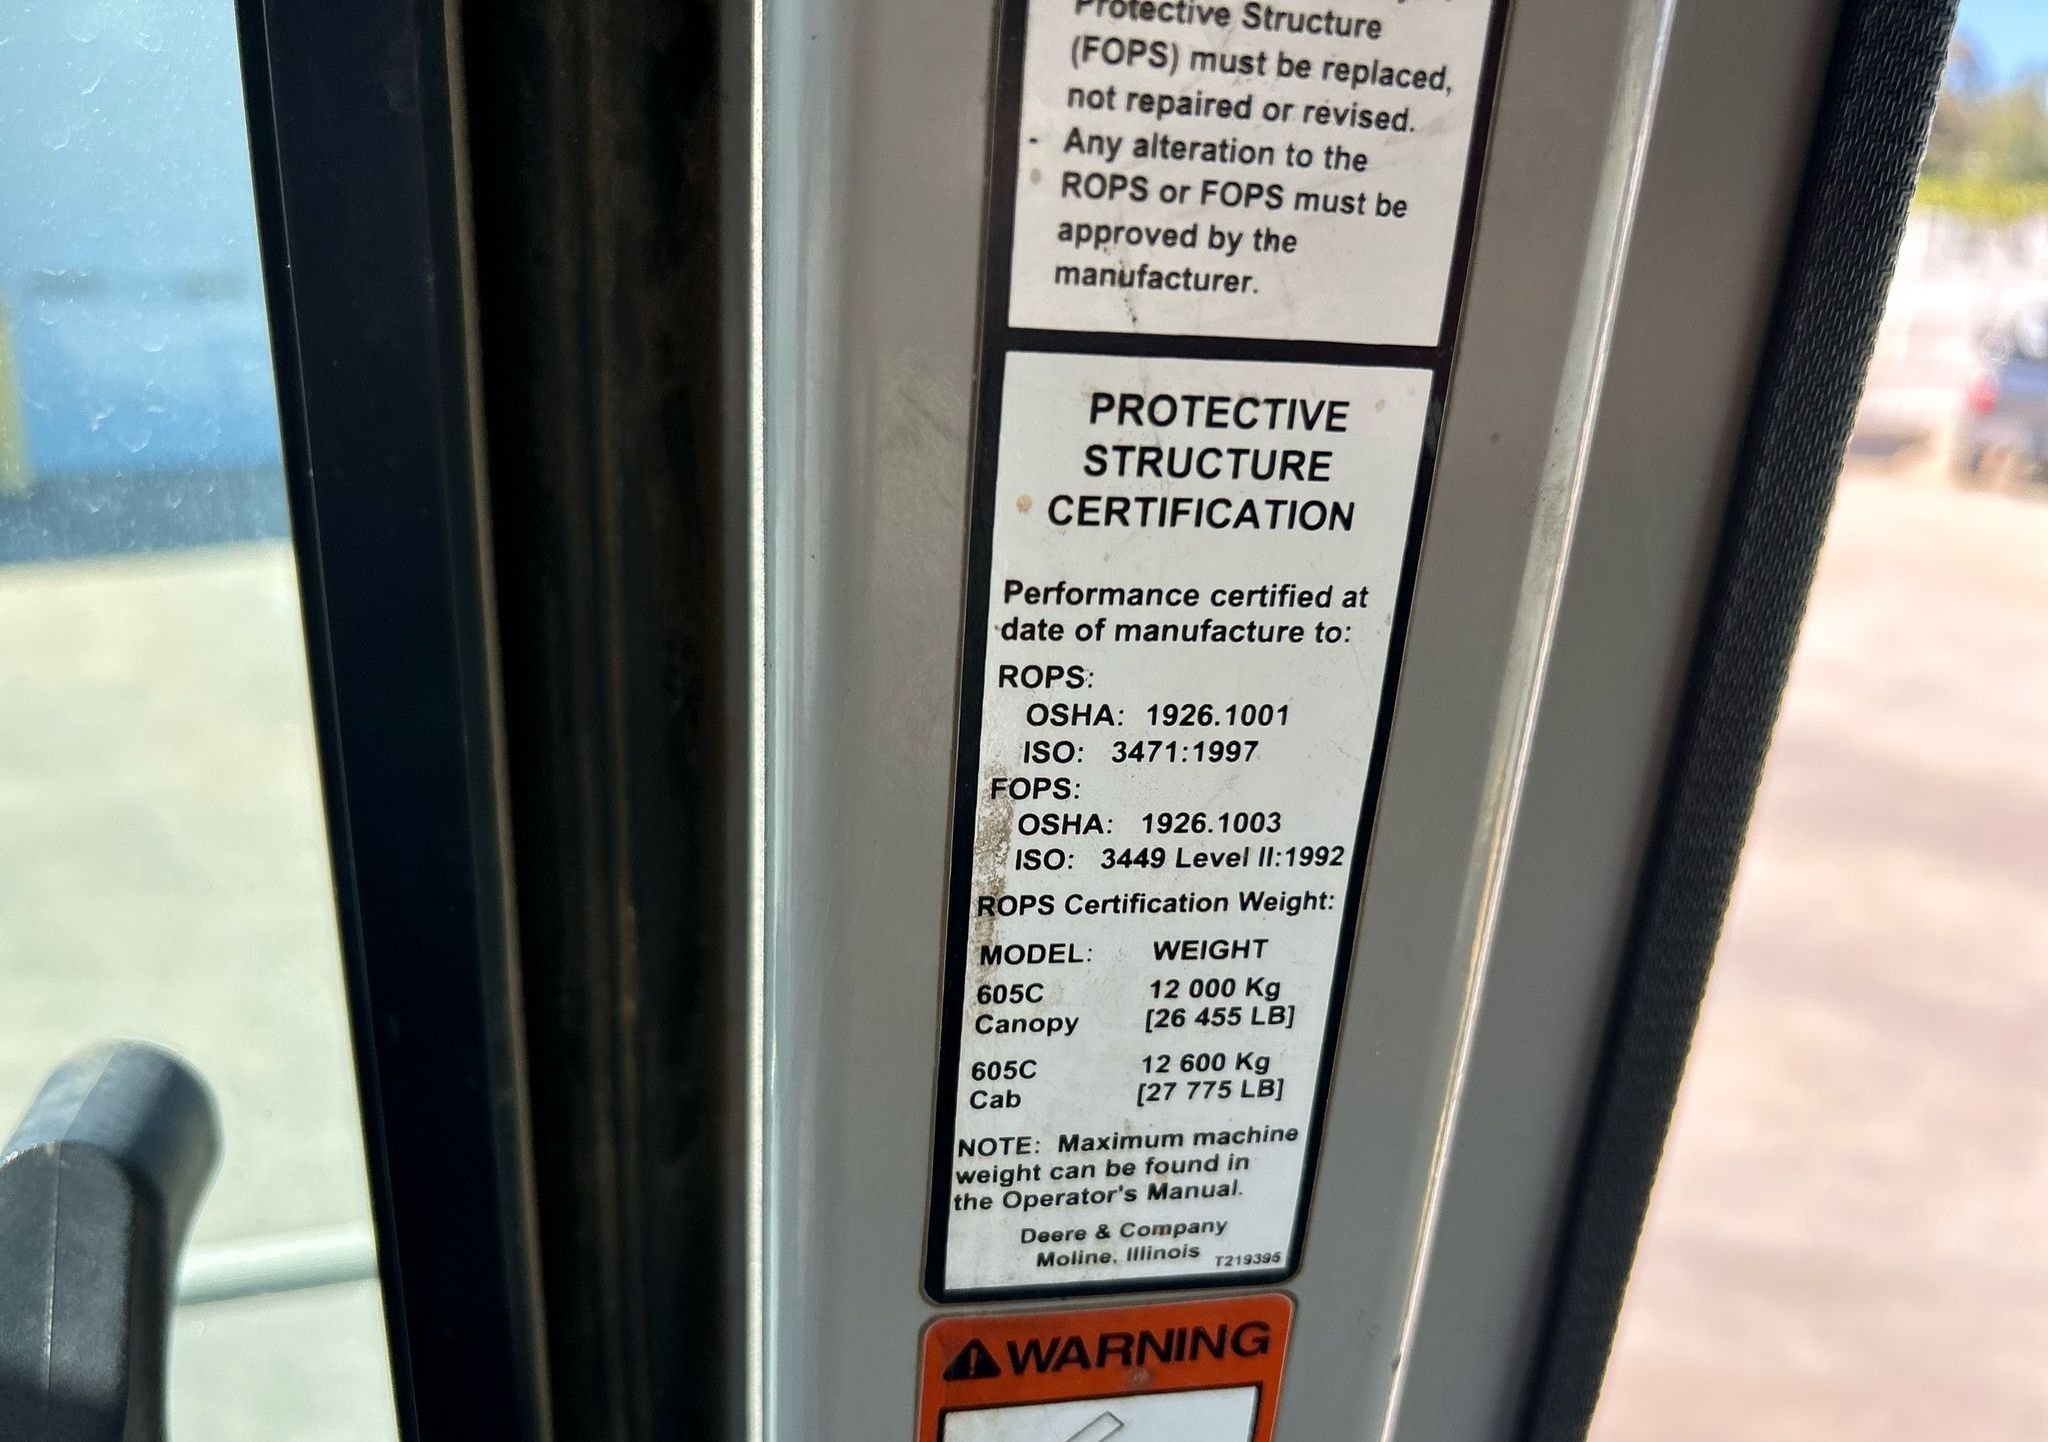 Protective Structure
(FOPS) must be replaced,
not repaired or revised.
- Any alteration to the
ROPS or FOPS must be
approved by the
manufacturer.
PROTECTIVE
STRUCTURE
CERTIFICATION
Performance certified at
date of manufacture to:
ROPS:
OSHA: 1926.1001
ISO: 3471:1997
FOPS:
OSHA: 1926.1003
ISO: 3449 Level II:1992
ROPS Certification Weight:
MODEL: WEIGHT
605C 12 000 Kg
Canopy [26 455 LB]
605C 12 600 Kg
Cab [27 775 LB]
NOTE: Maximum machine
weight can be found in
the Operator's Manual.
Deere & Company
Moline, Illinois T219395
WARNING